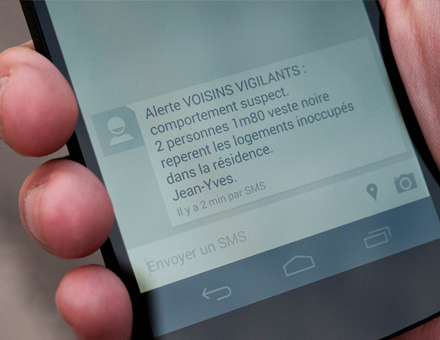 Alerte VOISINS VIGILANTS :
comportement suspect.
2 personnes 1m80 veste noire
reperent les logements inoccupés
dans la résidence.
Jean-Yves.
Il y a 2 min par SMS
Envoyer un SMS